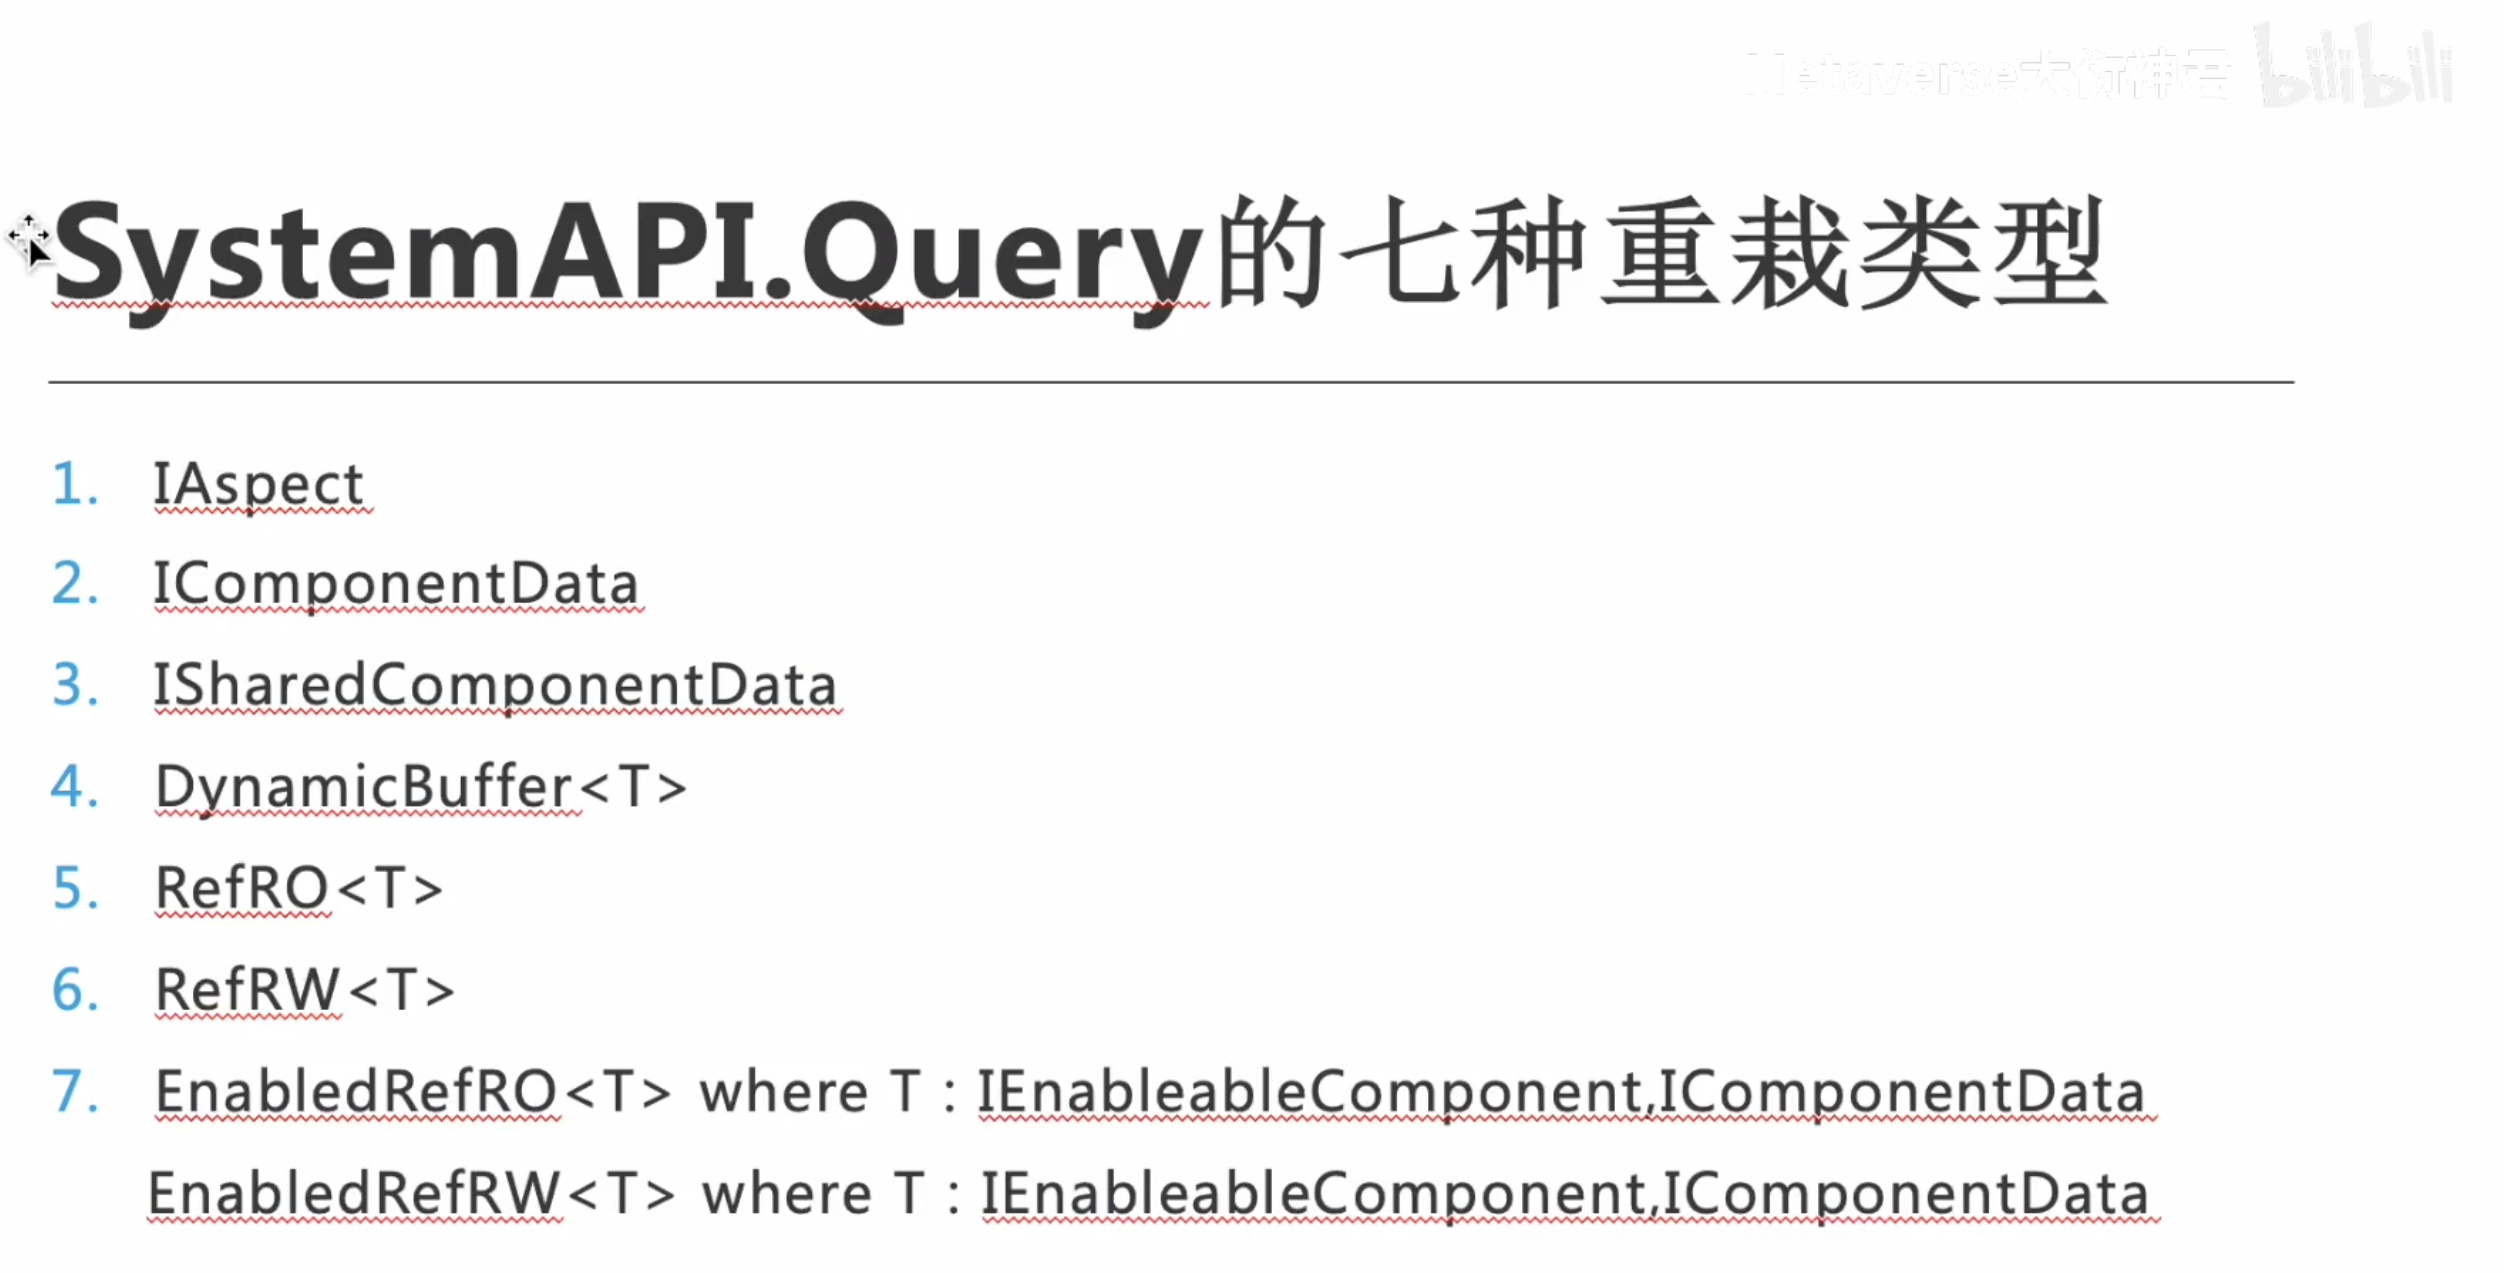 Metaverse大衍神君 bilibili
SystemAPI.Query的七种重栽类型
1. IAspect
2. IComponentData
3. ISharedComponentData
4. DynamicBuffer<T>
5. RefRO<T>
6. RefRW<T>
7. EnabledRefRO<T> where T : IEnableableComponent,IComponentData
EnabledRefRW<T> where T : IEnableableComponent,IComponentData